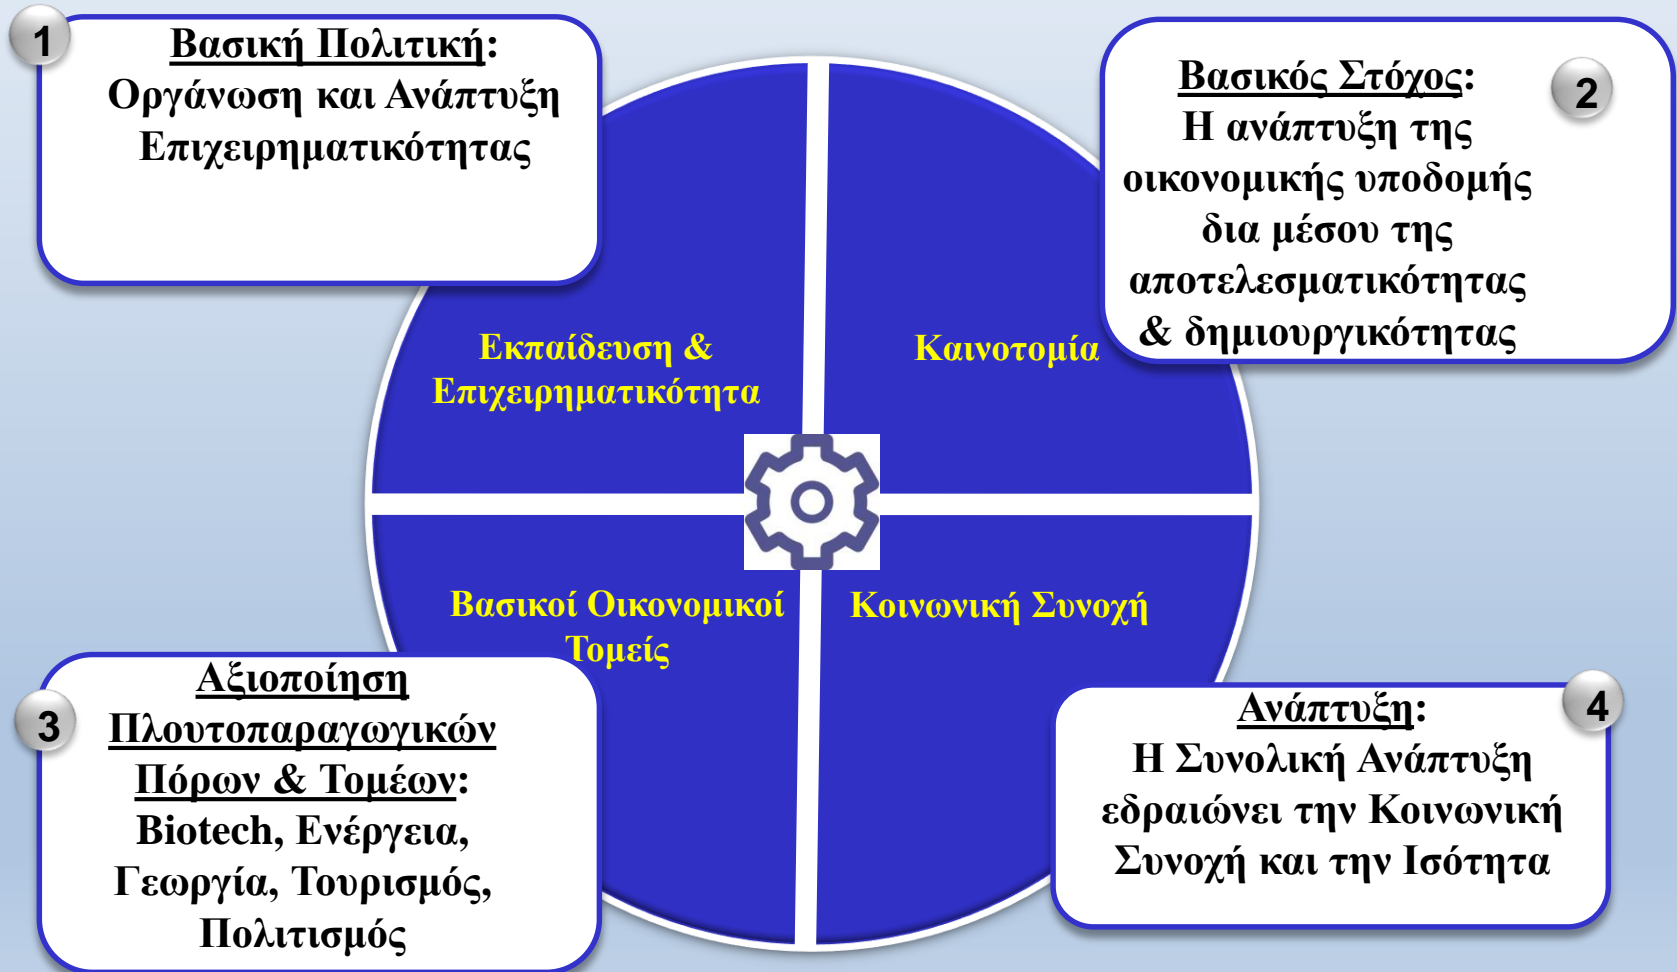 1
Βασική Πολιτική:
Οργάνωση και Ανάπτυξη
Επιχειρηματικότητας
2
Βασικός Στόχος:
Η ανάπτυξη της
οικονομικής υποδομής
δια μέσου της
αποτελεσματικότητας
& δημιουργικότητας
Εκπαίδευση &
Επιχειρηματικότητα
Καινοτομία
Βασικοί Οικονομικοί
Τομείς
Κοινωνική Συνοχή
3
Αξιοποίηση
Πλουτοπαραγωγικών
Πόρων & Τομέων:
Biotech, Ενέργεια,
Γεωργία, Τουρισμός,
Πολιτισμός
4
Ανάπτυξη:
Η Συνολική Ανάπτυξη
εδραιώνει την Κοινωνική
Συνοχή και την Ισότητα